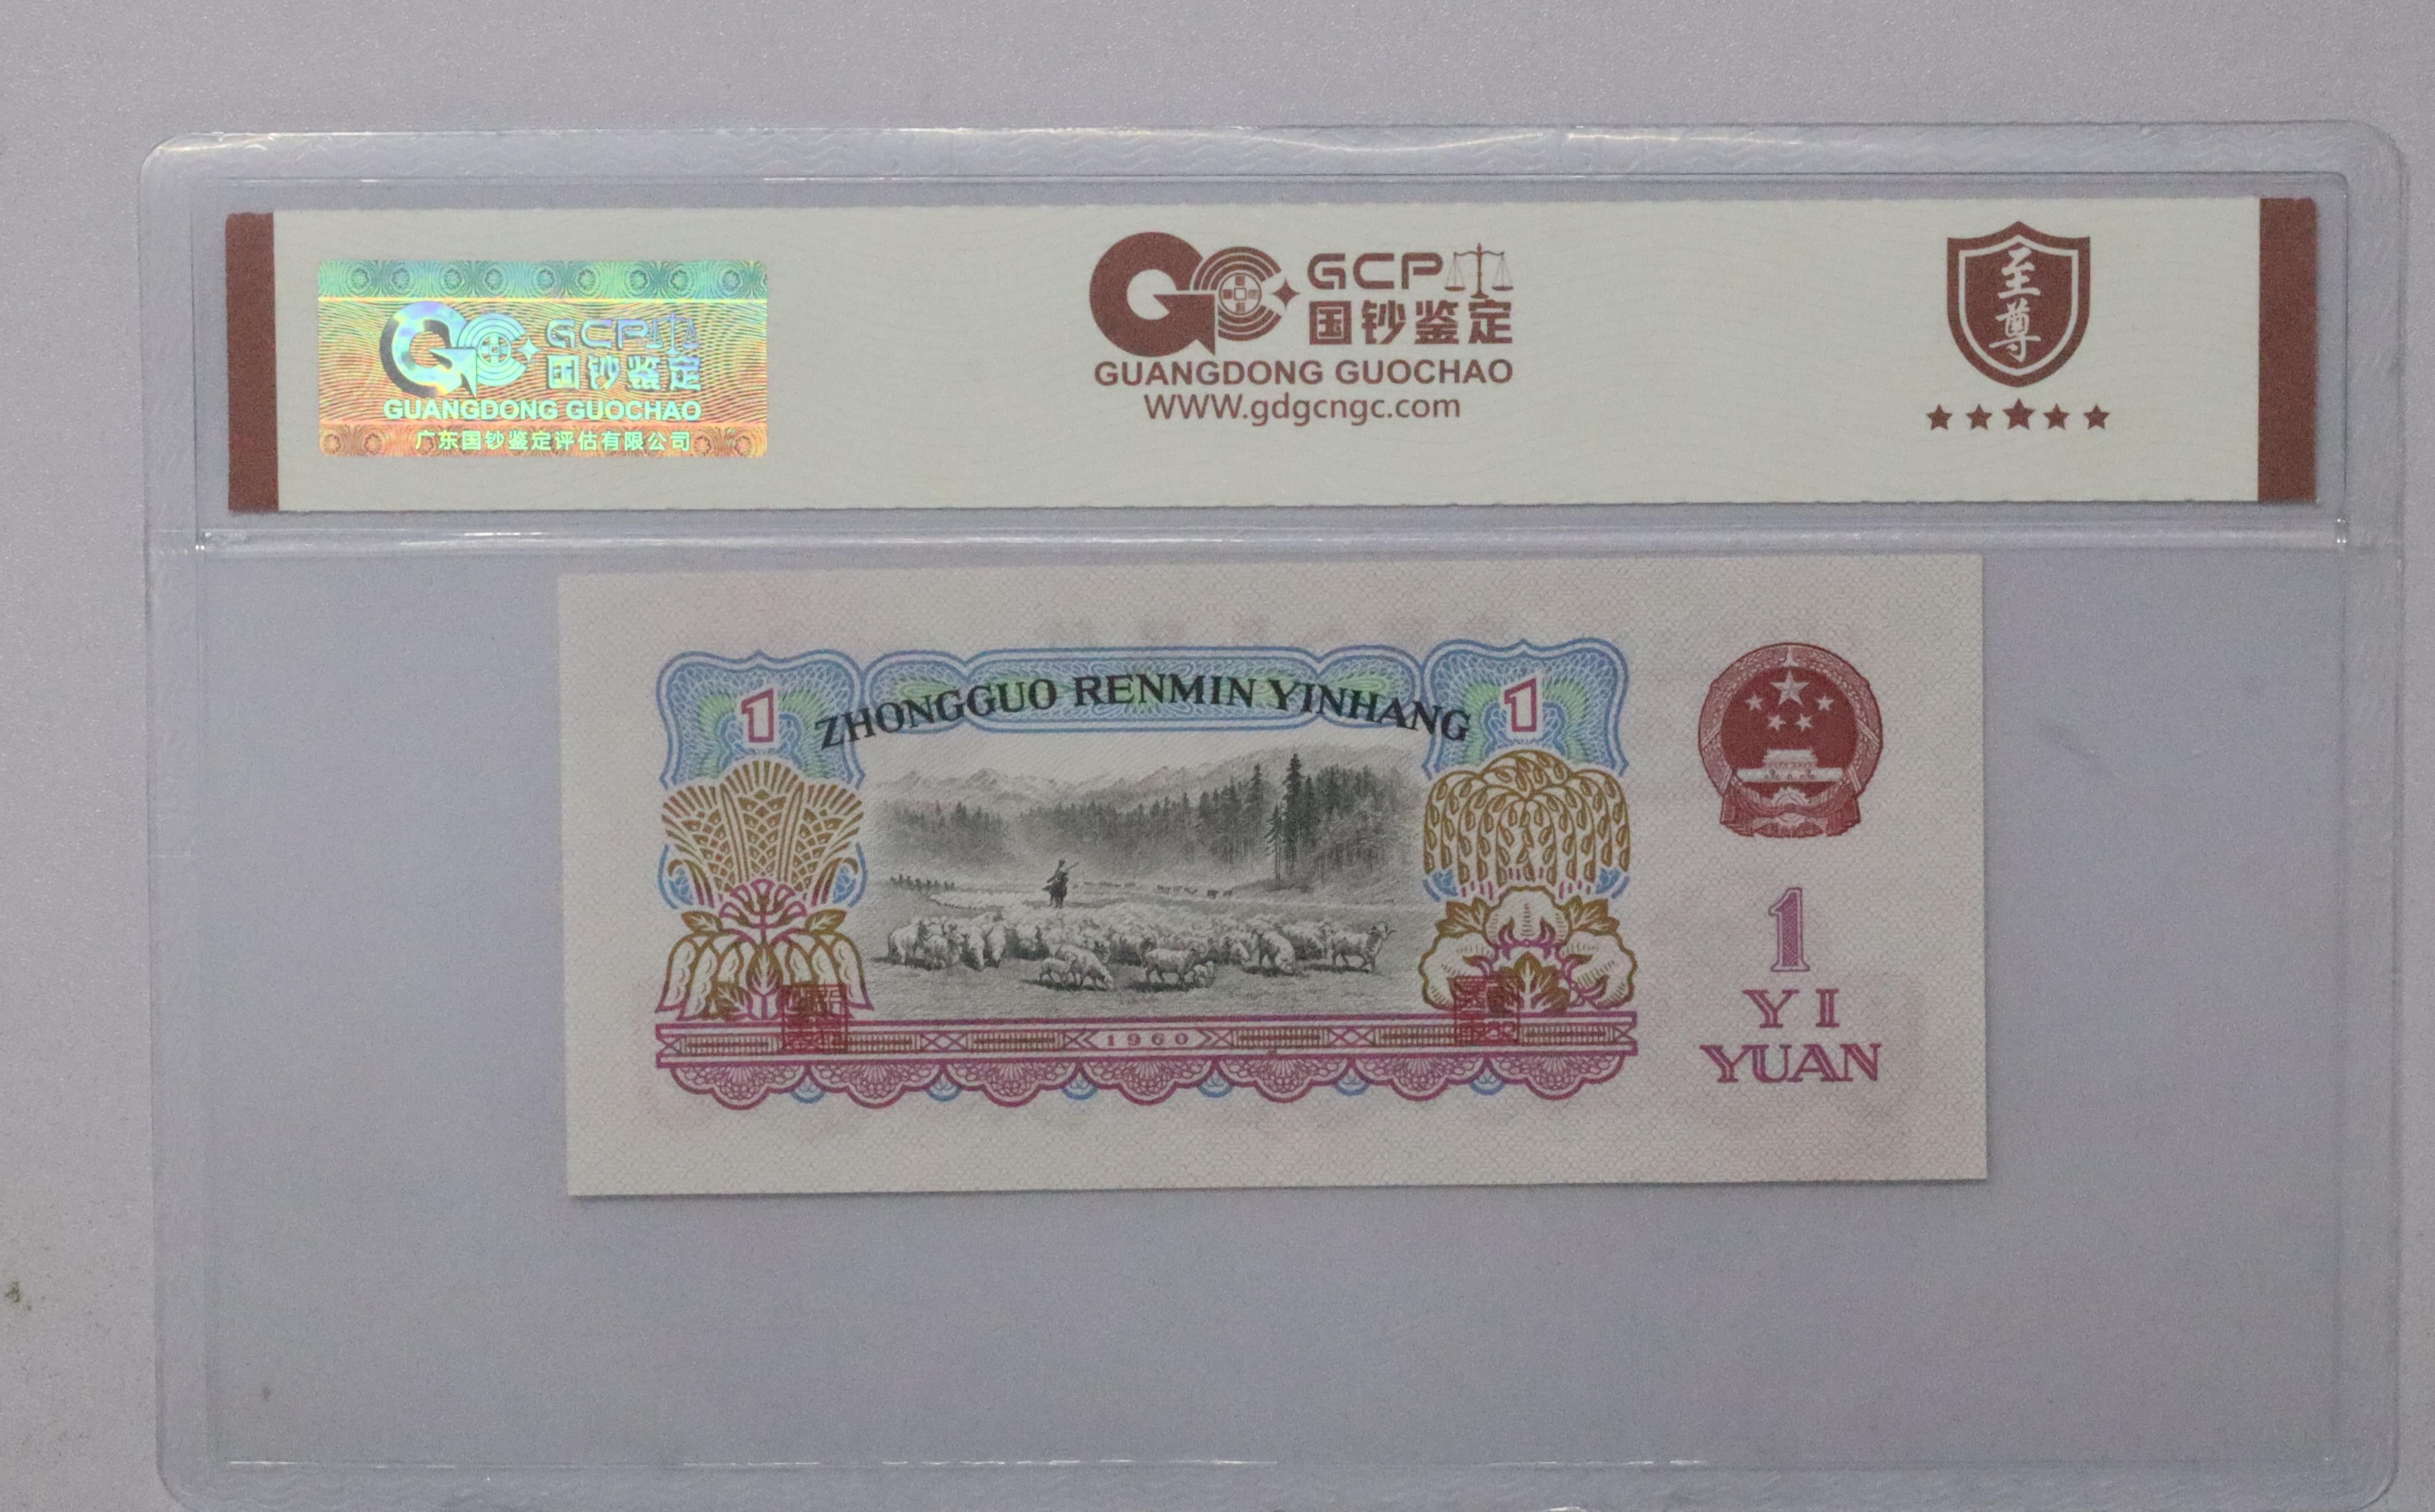 GCP
国钞鉴定
GUANGDONG GUOCHAO
广东国钞鉴定评估有限公司
GCP
国钞鉴定
GUANGDONG GUOCHAO
WWW.gdgcngc.com
至尊
1
ZHONGGUO RENMIN YINHANG
1
1960
1
YI
YUAN